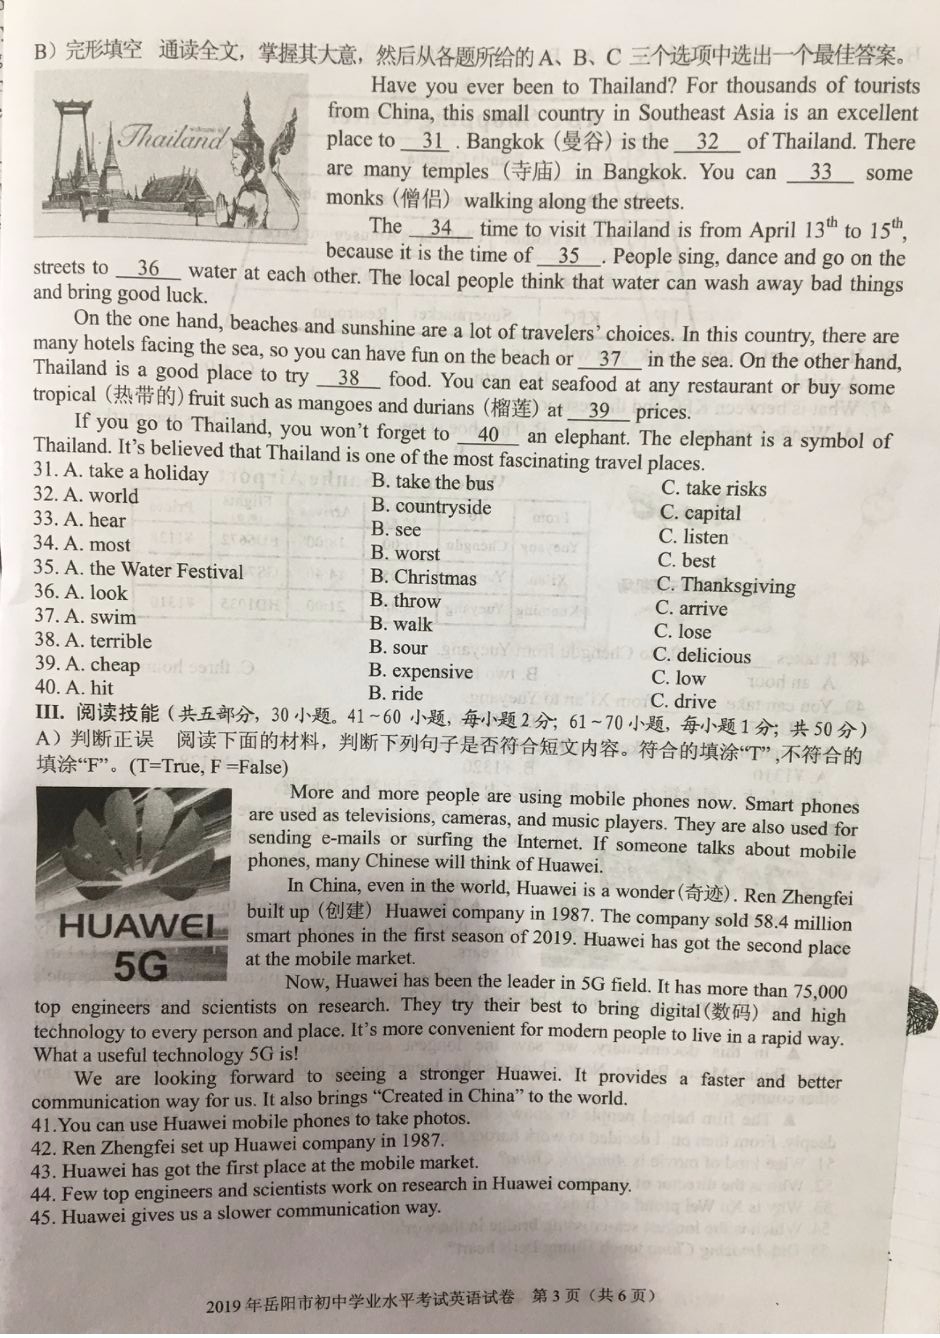 B）完形填空 通读全文，掌握其大意，然后从各题所给的 A、B、C 三个选项中选出一个最佳答案。
Thailand
Have you ever been to Thailand? For thousands of tourists
from China, this small country in Southeast Asia is an excellent
place to 31 . Bangkok (曼谷) is the 32 of Thailand. There
are many temples（寺庙）in Bangkok. You can 33 some
monks（僧侣）walking along the streets.
The 34 time to visit Thailand is from April 13th to 15th,
because it is the time of 35 . People sing, dance and go on the
streets to 36 water at each other. The local people think that water can wash away bad things
and bring good luck.
On the one hand, beaches and sunshine are a lot of travelers’ choices. In this country, there are
many hotels facing the sea, so you can have fun on the beach or 37 in the sea. On the other hand,
Thailand is a good place to try 38 food. You can eat seafood at any restaurant or buy some
tropical（热带的）fruit such as mangoes and durians（榴莲）at 39 prices.
If you go to Thailand, you won’t forget to 40 an elephant. The elephant is a symbol of
Thailand. It’s believed that Thailand is one of the most fascinating travel places.
31. A. take a holiday B. take the bus C. take risks
32. A. world B. countryside C. capital
33. A. hear B. see C. listen
34. A. most B. worst C. best
35. A. the Water Festival B. Christmas C. Thanksgiving
36. A. look B. throw C. arrive
37. A. swim B. walk C. lose
38. A. terrible B. sour C. delicious
39. A. cheap B. expensive C. low
40. A. hit B. ride C. drive
III. 阅读技能（共五部分，30 小题。41~60 小题，每小题 2 分；61~70 小题，每小题 1 分；共 50 分）
A）判断正误 阅读下面的材料，判断下列句子是否符合短文内容。符合的填涂“T”,不符合的
填涂“F”。(T=True, F =False)
HUAWEI
5G
More and more people are using mobile phones now. Smart phones
are used as televisions, cameras, and music players. They are also used for
sending e-mails or surfing the Internet. If someone talks about mobile
phones, many Chinese will think of Huawei.
In China, even in the world, Huawei is a wonder(奇迹). Ren Zhengfei
built up（创建）Huawei company in 1987. The company sold 58.4 million
smart phones in the first season of 2019. Huawei has got the second place
at the mobile market.
Now, Huawei has been the leader in 5G field. It has more than 75,000
top engineers and scientists on research. They try their best to bring digital(数码) and high
technology to every person and place. It’s more convenient for modern people to live in a rapid way.
What a useful technology 5G is!
We are looking forward to seeing a stronger Huawei. It provides a faster and better
communication way for us. It also brings “Created in China” to the world.
41.You can use Huawei mobile phones to take photos.
42. Ren Zhengfei set up Huawei company in 1987.
43. Huawei has got the first place at the mobile market.
44. Few top engineers and scientists work on research in Huawei company.
45. Huawei gives us a slower communication way.
2019 年岳阳市初中学业水平考试英语试卷 第 3 页（共 6 页）